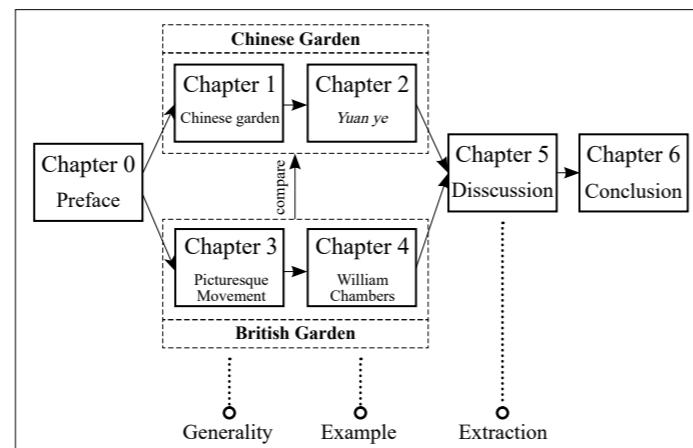 Chinese Garden
Chapter 1
Chinese garden
Chapter 2
Yuan ye
Chapter 0
Preface
compare
Chapter 5
Disscussion
Chapter 6
Conclusion
Chapter 3
Picturesque
Movement
Chapter 4
William
Chambers
British Garden
Generality
Example
Extraction